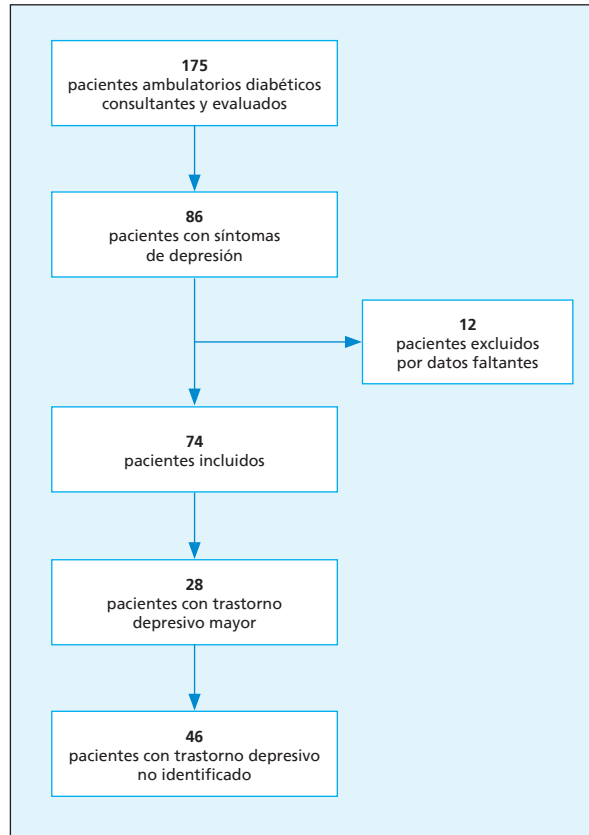 175
pacientes ambulatorios diabéticos
consultantes y evaluados
86
pacientes con síntomas
de depresión
12
pacientes excluidos
por datos faltantes
74
pacientes incluidos
28
pacientes con trastorno
depresivo mayor
46
pacientes con trastorno depresivo
no identificado